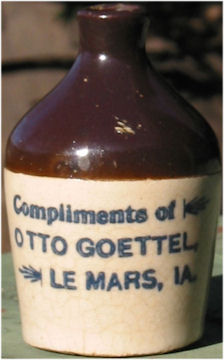 Compliments of
OTTO GOETTEL,
LE MARS, IA.